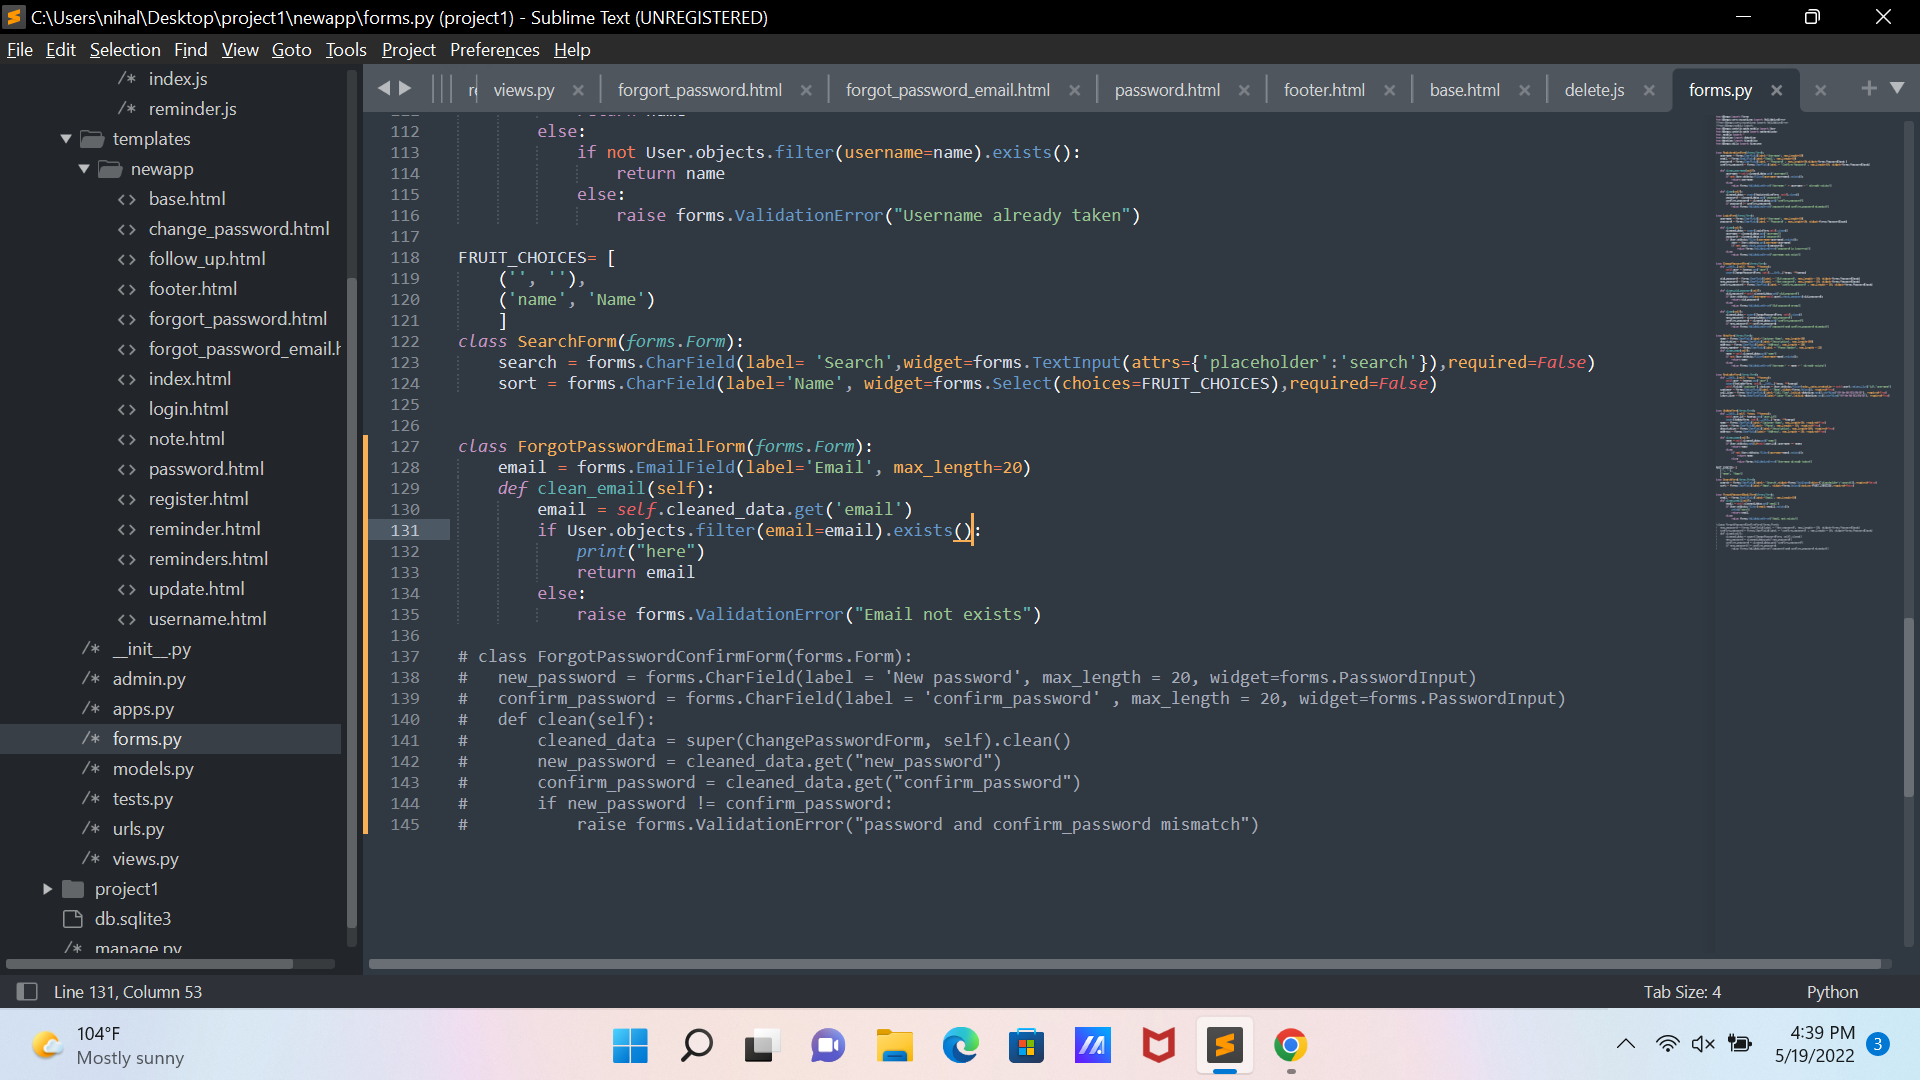 C:\Users\nihal\Desktop\project1\newapp\forms.py (project1) - Sublime Text (UNREGISTERED)
File Edit Selection Find View Goto Tools Project Preferences Help
index.js
reminder.js
templates
newapp
base.html
change_password.html
follow_up.html
footer.html
forgort_password.html
forgot_password_email.h
index.html
login.html
note.html
password.html
register.html
reminder.html
reminders.html
update.html
username.html
__init__.py
admin.py
apps.py
forms.py
models.py
tests.py
urls.py
views.py
project1
db.sqlite3
manage.py
views.py forgort_password.html forgot_password_email.html password.html footer.html base.html delete.js forms.py
112 else:
113 if not User.objects.filter(username=name).exists():
114 return name
115 else:
116 raise forms.ValidationError("Username already taken")
117
118 FRUIT_CHOICES= [
119 ('', ''),
120 ('name', 'Name')
121 ]
122 class SearchForm(forms.Form):
123 search = forms.CharField(label= 'Search',widget=forms.TextInput(attrs={'placeholder':'search'}),required=False)
124 sort = forms.CharField(label='Name', widget=forms.Select(choices=FRUIT_CHOICES),required=False)
125
126
127 class ForgotPasswordEmailForm(forms.Form):
128 email = forms.EmailField(label='Email', max_length=20)
129 def clean_email(self):
130 email = self.cleaned_data.get('email')
131 if User.objects.filter(email=email).exists():
132 print("here")
133 return email
134 else:
135 raise forms.ValidationError("Email not exists")
136
137 # class ForgotPasswordConfirmForm(forms.Form):
138 # new_password = forms.CharField(label = 'New password', max_length = 20, widget=forms.PasswordInput)
139 # confirm_password = forms.CharField(label = 'confirm_password' , max_length = 20, widget=forms.PasswordInput)
140 # def clean(self):
141 # cleaned_data = super(ChangePasswordForm, self).clean()
142 # new_password = cleaned_data.get("new_password")
143 # confirm_password = cleaned_data.get("confirm_password")
144 # if new_password != confirm_password:
145 # raise forms.ValidationError("password and confirm_password mismatch")
Line 131, Column 53
Tab Size: 4 Python
104°F
Mostly sunny
4:39 PM
5/19/2022
3